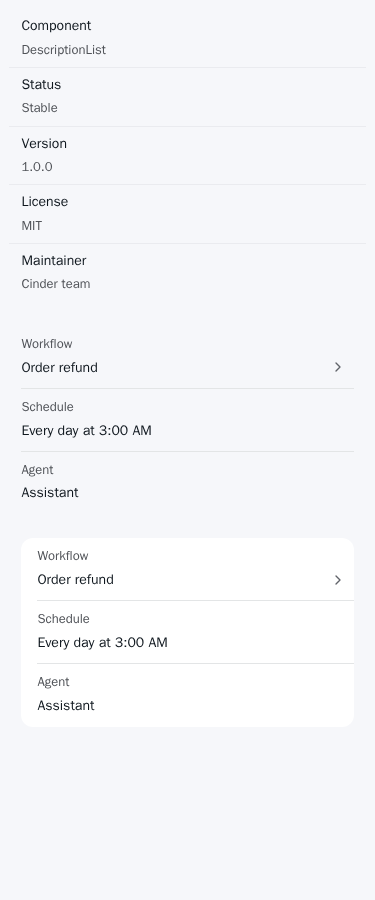 Component
DescriptionList
Status
Stable
Version
1.0.0
License
MIT
Maintainer
Cinder team
Workflow
Order refund
Schedule
Every day at 3:00 AM
Agent
Assistant
Workflow
Order refund
Schedule
Every day at 3:00 AM
Agent
Assistant